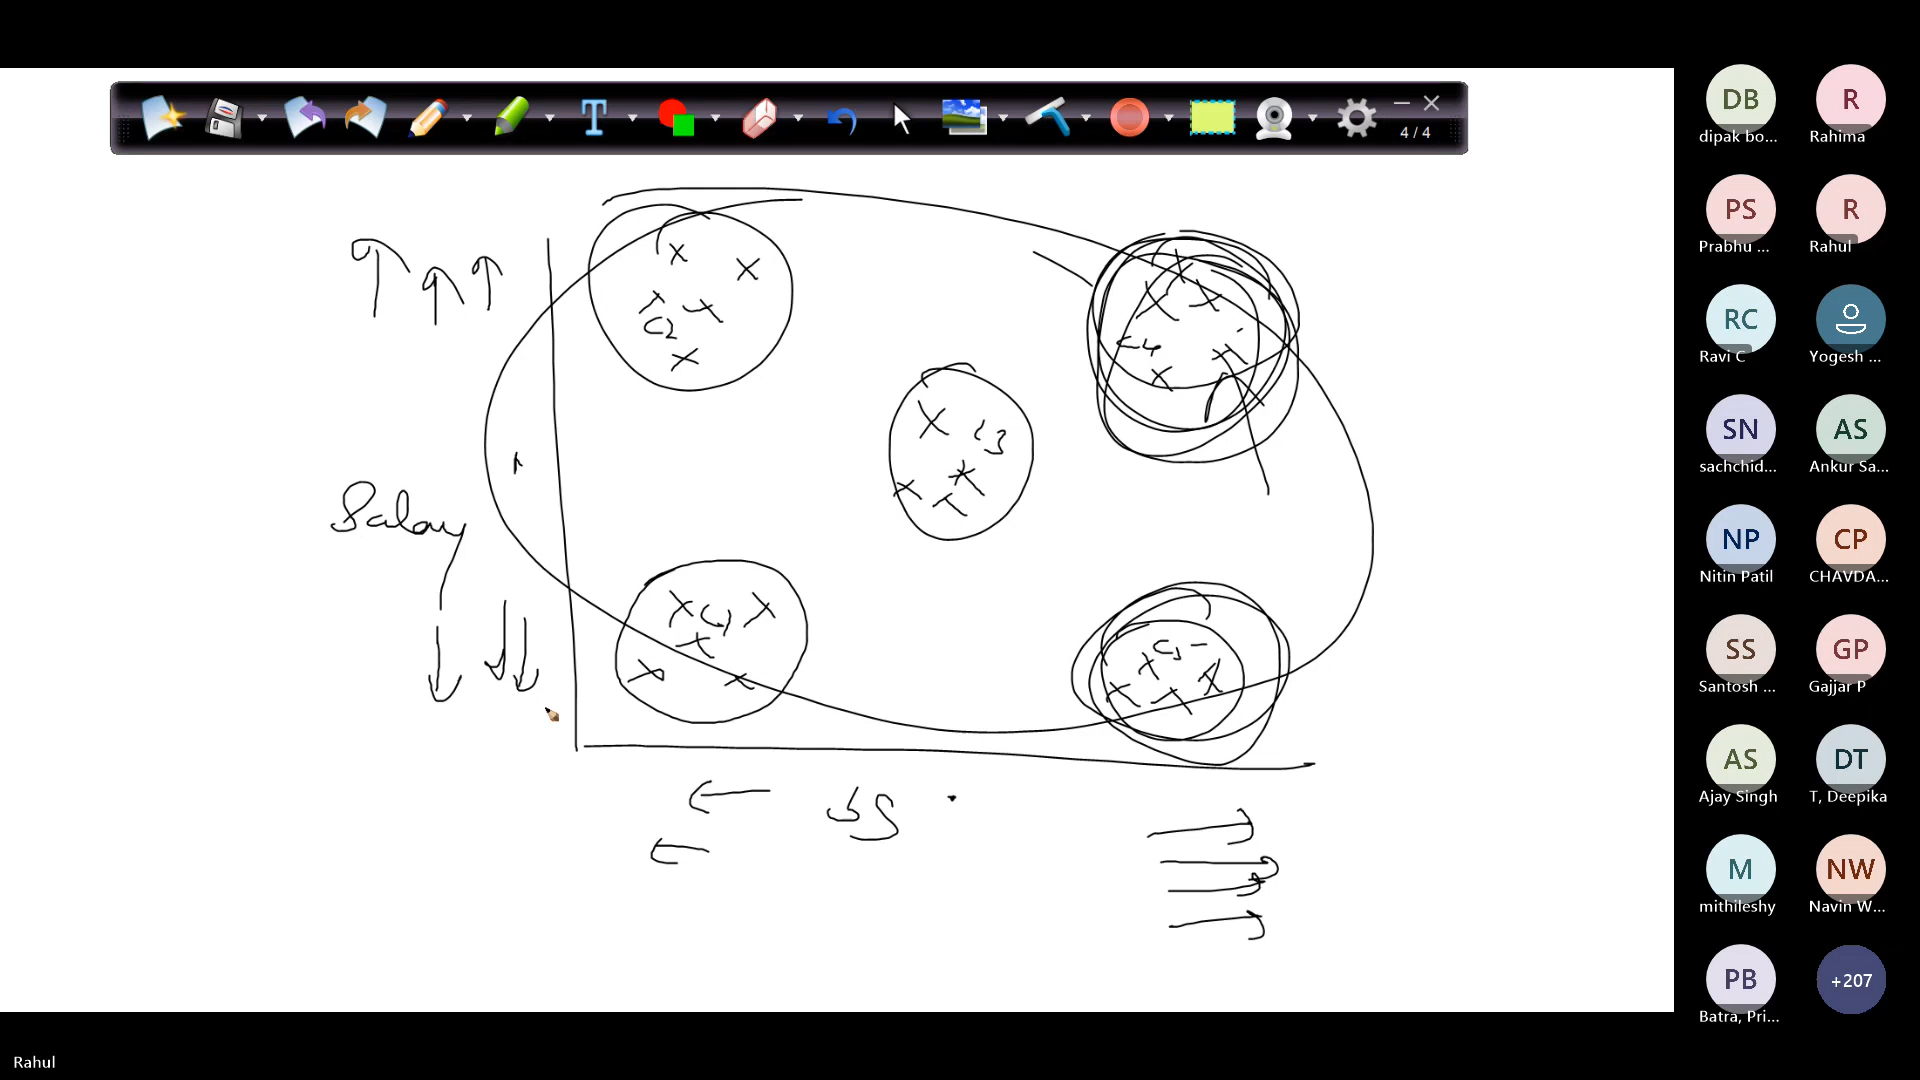 4 / 4
DB
R
dipak bo...
Rahima
PS
R
Prabhu ...
Rahul
RC
Ravi C
Yogesh ...
SN
AS
sachchid...
Ankur Sa...
NP
CP
Nitin Patil
CHAVDA...
SS
GP
Santosh ...
Gajjar P
AS
DT
Ajay Singh
T, Deepika
M
NW
mithileshy
Navin W...
PB
+207
Batra, Pri...
C2
C4
C3
Salary
C1
C5
SS
Rahul